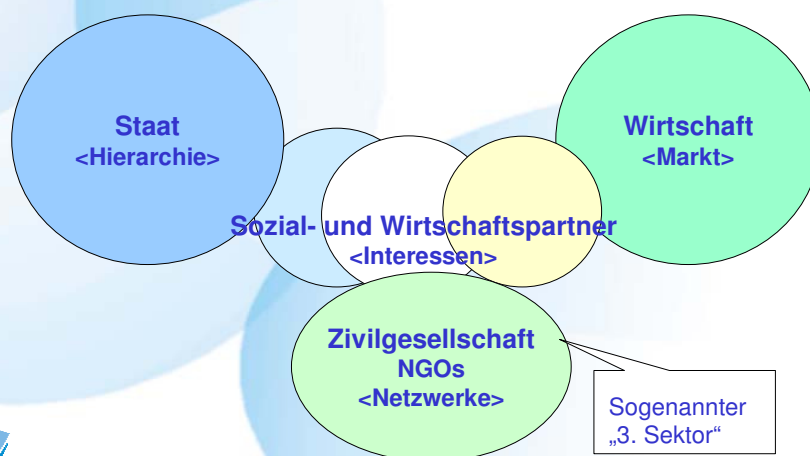 Staat
<Hierarchie>
Wirtschaft
<Markt>
Sozial- und Wirtschaftspartner
<Interessen>
Zivilgesellschaft
NGOs
<Netzwerke>
Sogenannter
„3. Sektor“